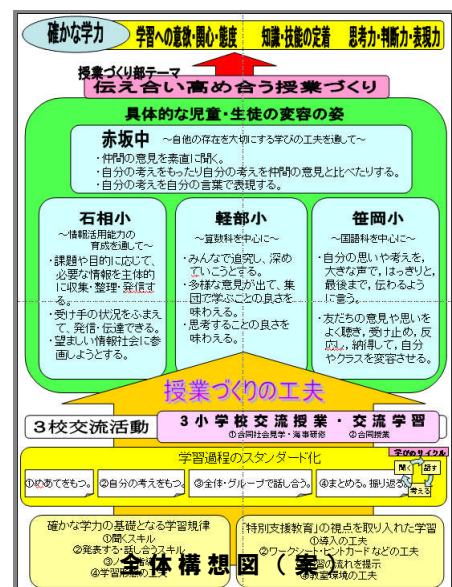 確かな学力
学習への意欲・関心・態度　知識・技能の定着　思考力・判断力・表現力
授業づくり部テーマ
伝え合い高め合う授業づくり
具体的な児童・生徒の変容の姿
赤坂中　～自他の存在を大切にする学びの工夫を通して～
・仲間の意見を素直に聞く。
・自分の考えをもったり自分の考えを仲間の意見と比べたりする。
・自分の考えを自分の言葉で表現する。
石相小
～情報活用能力の
育成を通して～
・課題や目的に応じて、
必要な情報を主体的
に収集・整理・発信す
る。
・受け手の状況をふまえ
て、発信・伝達できる。
・望ましい情報社会に参
画しようとする。
軽部小
～算数科を中心に～
・みんなで追究し、深め
ていこうとする。
・多様な意見が出て、集
団で学ぶことの良さを
味わえる。
・思考することの良さを
味わえる。
笹岡小
～国語科を中心に～
・自分の思いや考えを、
大きな声で、はっきりと、
最後まで、伝わるよう
に言う。
・友だちの意見や思いを
よく聴き、受け止め、反
応し、納得して、自分
やクラスを変容させる。
授業づくりの工夫
３校交流活動
３小学校交流授業・交流学習
①合同社会見学・海事研修　②合同授業
学習過程のスタンダード化
学びのサイクル
聞く　話す
考える
①めあてをもつ。　②自分の考えをもつ。　③全体・グループで話し合う。　④まとめる。振り返る
確かな学力の基礎となる学習規律
①聞くスキル
②発表する・話し合うスキル
③ノ
④学習形態の
「特別支援教育」の視点を取り入れた学習
①導入の工夫
②ワークシート・ヒントカードなどの工夫
の流れを提示
教室環境の工夫
全体構想図（案）